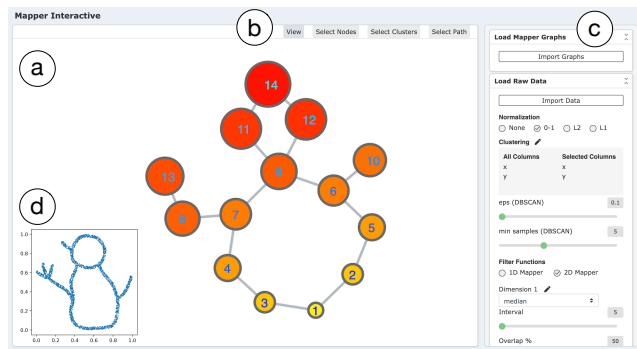 Mapper Interactive
View Select Nodes Select Clusters Select Path
a
b
c
d
14
11
12
13
9
10
8
7
6
5
4
3
2
1
1.0
0.8
0.6
0.4
0.2
0.0
0.0 0.2 0.4 0.6 0.8 1.0
Load Mapper Graphs
Import Graphs
Load Raw Data
Import Data
Normalization
None 0-1 L2 L1
Clustering
All Columns Selected Columns
x x
y y
eps (DBSCAN) 0.1
min samples (DBSCAN) 5
Filter Functions
1D Mapper 2D Mapper
Dimension 1
median
Interval 5
Overlap % 50